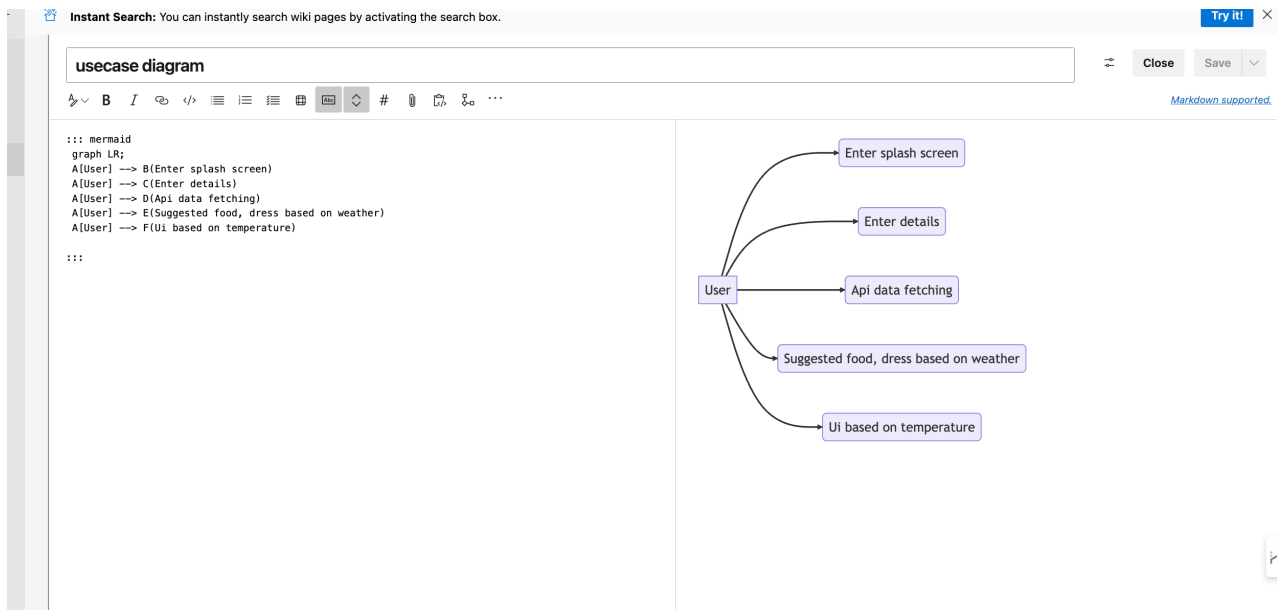 Instant Search: You can instantly search wiki pages by activating the search box.
Try it!
usecase diagram
Close
Save
B I </> Abc # ...
Markdown supported.
::: mermaid
graph LR;
A[User] --> B(Enter splash screen)
A[User] --> C(Enter details)
A[User] --> D(Api data fetching)
A[User] --> E(Suggested food, dress based on weather)
A[User] --> F(Ui based on temperature)
:::
Enter splash screen
Enter details
User
Api data fetching
Suggested food, dress based on weather
Ui based on temperature